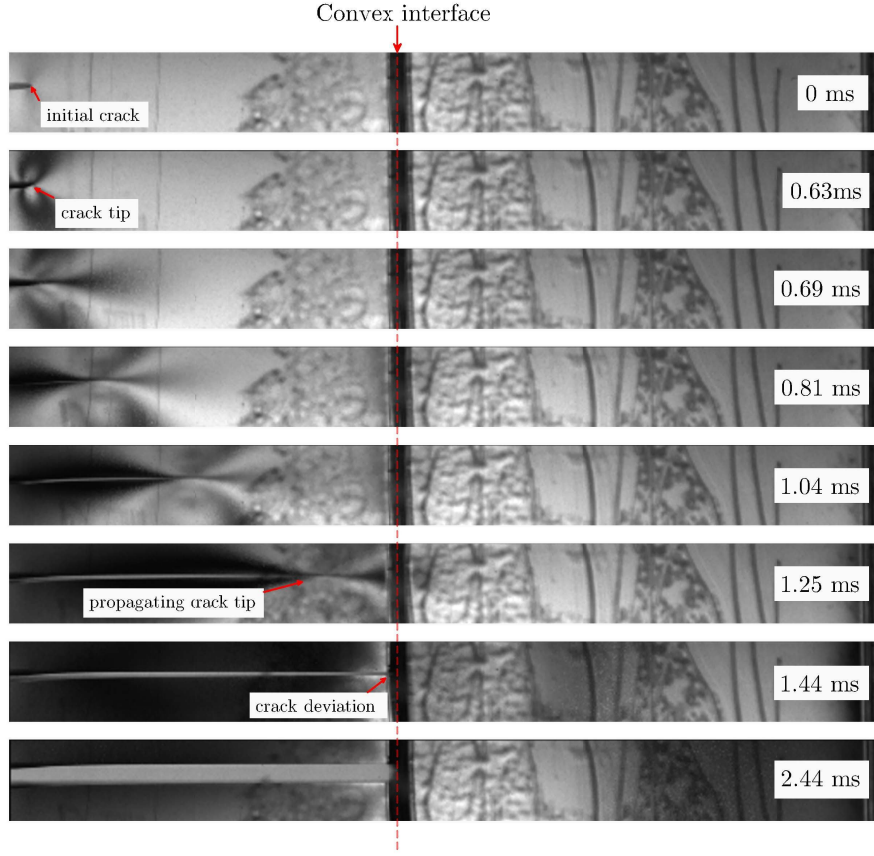 Convex interface
0 ms
initial crack
0.63ms
crack tip
0.69 ms
0.81 ms
1.04 ms
1.25 ms
propagating crack tip
1.44 ms
crack deviation
2.44 ms